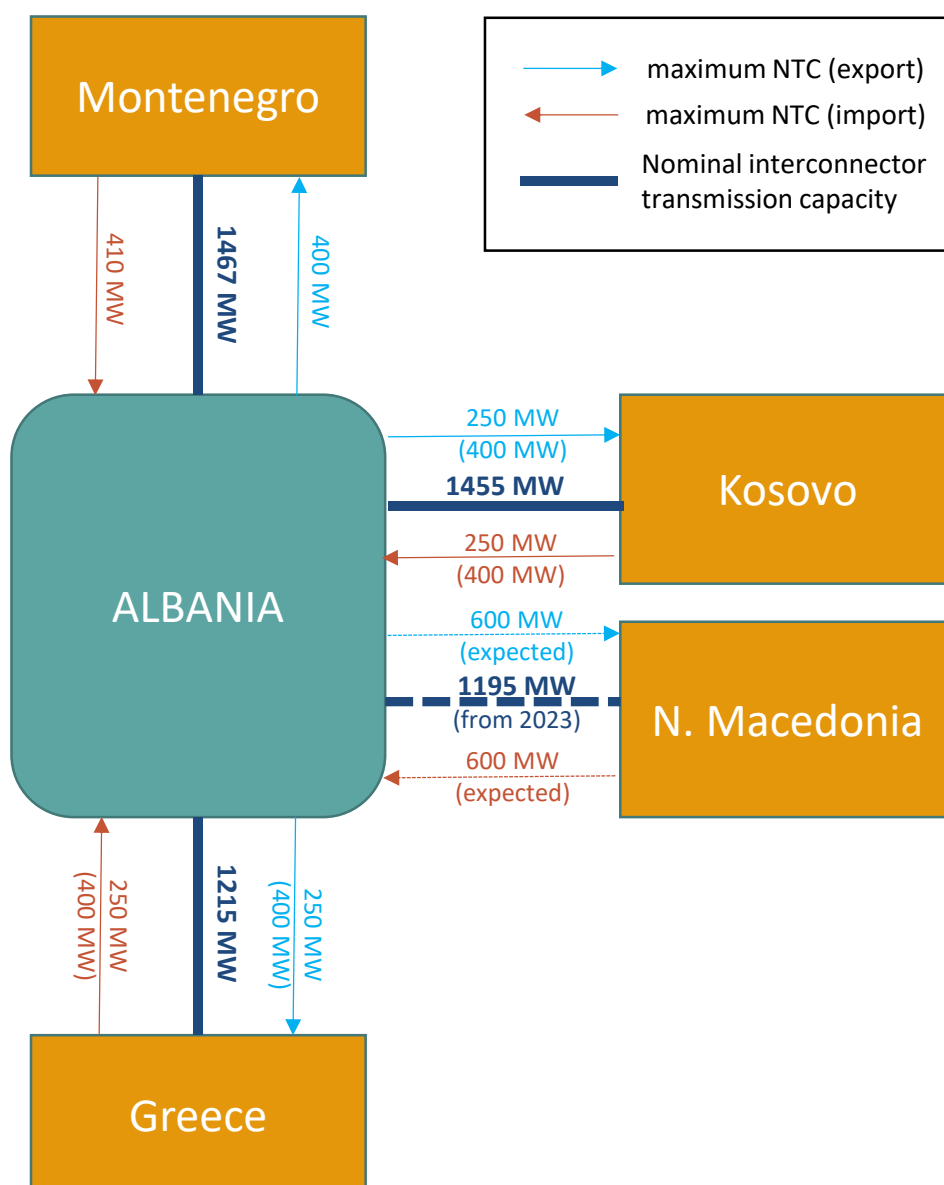 Montenegro
maximum NTC (export)
maximum NTC (import)
Nominal interconnector
transmission capacity
410 MW
1467 MW
400 MW
ALBANIA
250 MW
(400 MW)
1455 MW
250 MW
(400 MW)
Kosovo
600 MW
(expected)
1195 MW
(from 2023)
600 MW
(expected)
N. Macedonia
250 MW
(400 MW)
1215 MW
250 MW
(400 MW)
Greece